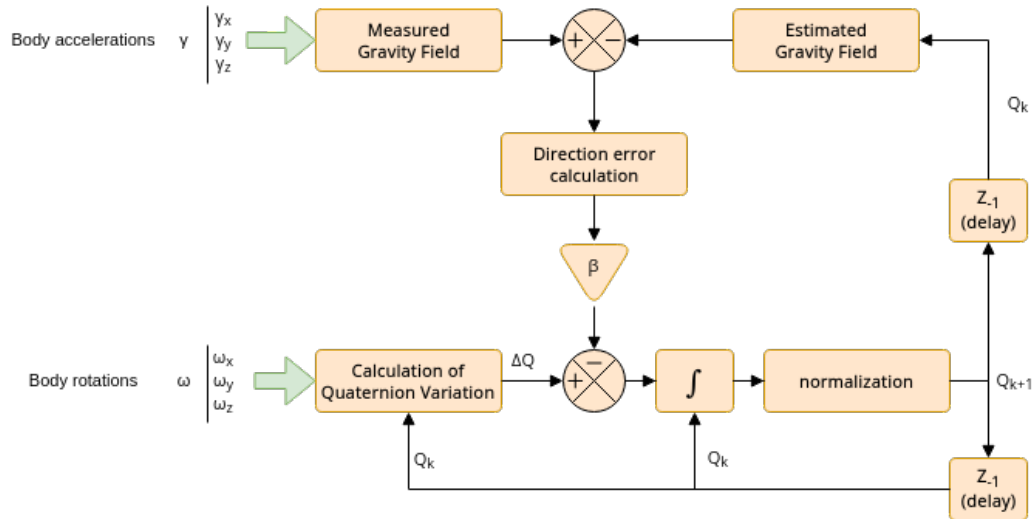 Body accelerations γ
γx
γy
γz
Measured
Gravity Field
+ −
Estimated
Gravity Field
Qk
Direction error
calculation
Z-1
(delay)
β
Body rotations ω
ωx
ωy
ωz
Calculation of
Quaternion Variation
ΔQ
−
+
∫
normalization
Qk+1
Qk
Qk
Z-1
(delay)